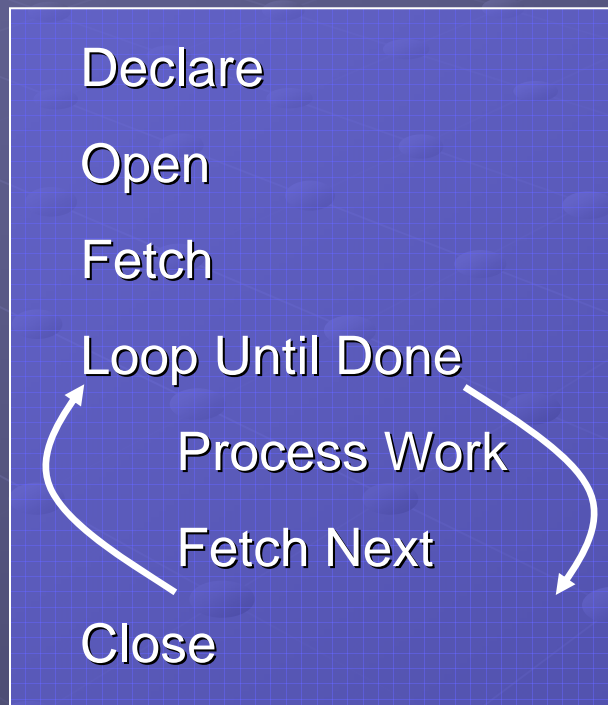 Declare
Open
Fetch
Loop Until Done
Process Work
Fetch Next
Close